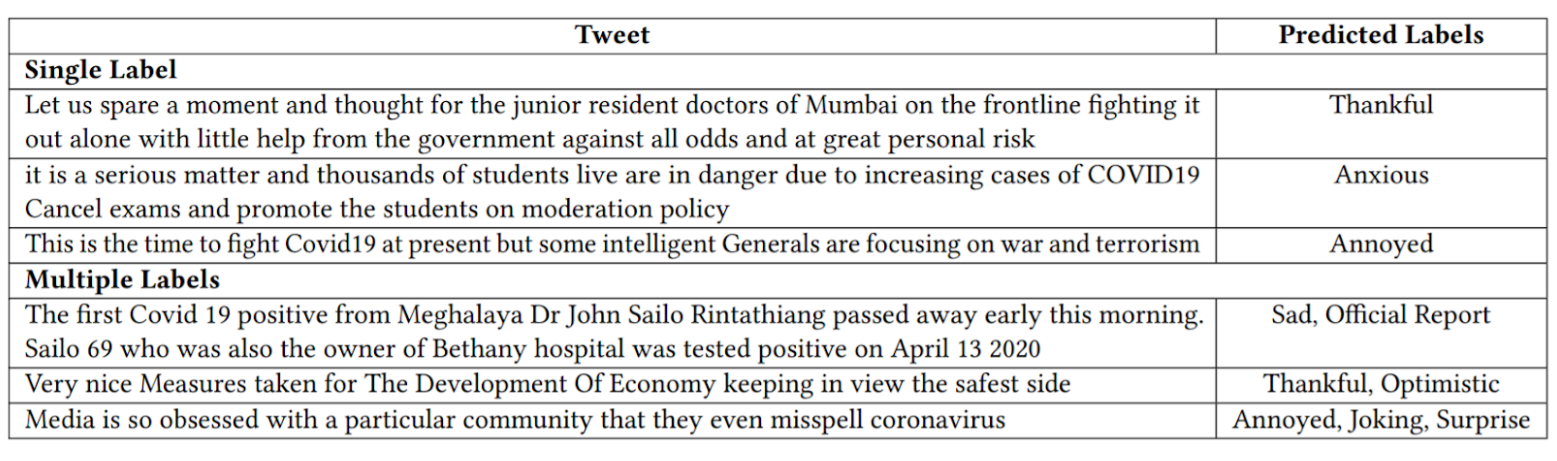 Tweet Predicted Labels
Single Label
Let us spare a moment and thought for the junior resident doctors of Mumbai on the frontline fighting it Thankful
out alone with little help from the government against all odds and at great personal risk
it is a serious matter and thousands of students live are in danger due to increasing cases of COVID19 Anxious
Cancel exams and promote the students on moderation policy
This is the time to fight Covid19 at present but some intelligent Generals are focusing on war and terrorism Annoyed
Multiple Labels
The first Covid 19 positive from Meghalaya Dr John Sailo Rintathiang passed away early this morning. Sad, Official Report
Sailo 69 who was also the owner of Bethany hospital was tested positive on April 13 2020
Very nice Measures taken for The Development Of Economy keeping in view the safest side Thankful, Optimistic
Media is so obsessed with a particular community that they even misspell coronavirus Annoyed, Joking, Surprise